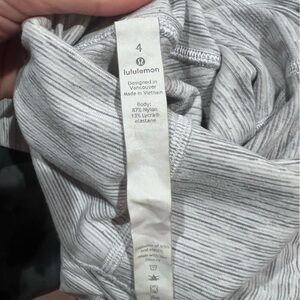 4
lululemon
Designed in
Vancouver
Made in Vietnam
Body:
87% Nylon
13% Lycra®
elastane